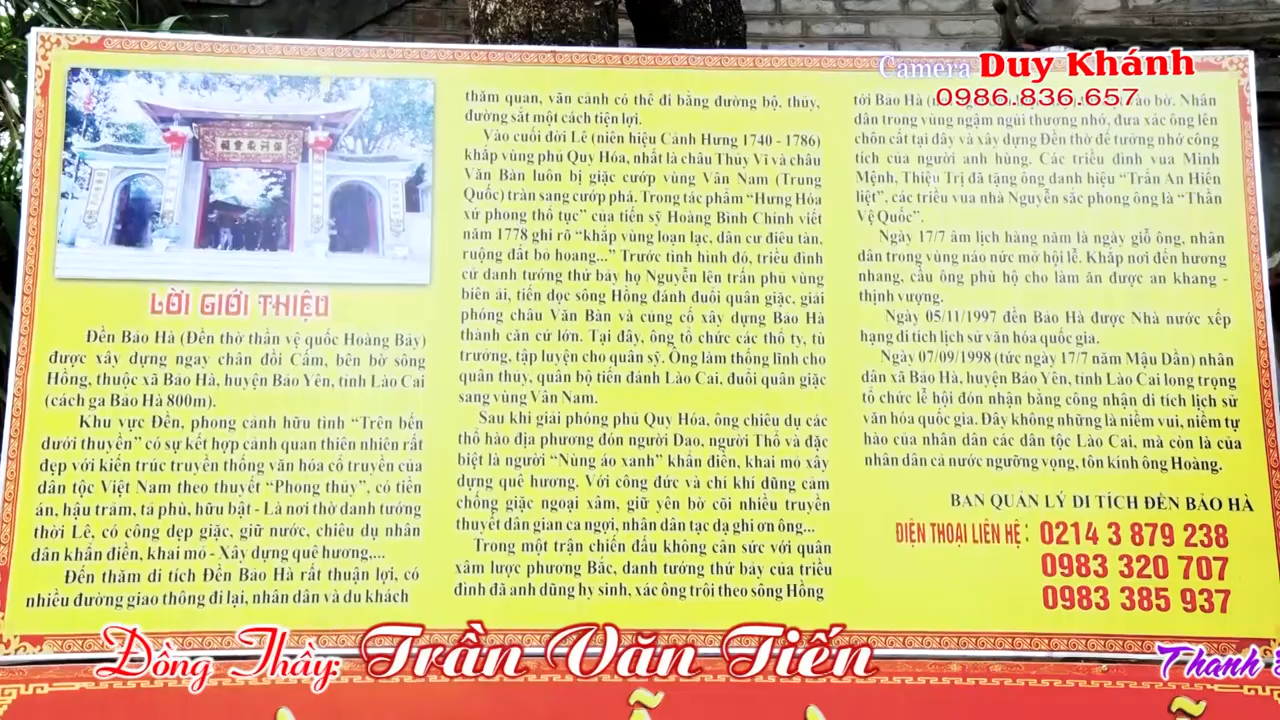 Camera Duy Khánh
0986.836.657
LỜI GIỚI THIỆU
Đền Bảo Hà (Đền thờ thần vệ quốc Hoàng Bảy)
được xây dựng ngay chân đồi Cấm, bên bờ sông
Hồng, thuộc xã Bảo Hà, huyện Bảo Yên, tỉnh Lào Cai
(cách ga Bảo Hà 800m).
Khu vực Đền, phong cảnh hữu tình “Trên bến
dưới thuyền” có sự kết hợp cảnh quan thiên nhiên rất
đẹp với kiến trúc truyền thống văn hóa cổ truyền của
dân tộc Việt Nam theo thuyết “Phong thủy”, có tiền
án, hậu trẩm, tả phù, hữu bật - Là nơi thờ danh tướng
thời Lê, có công dẹp giặc, giữ nước, chiêu dụ nhân
dân khẩn điền, khai mỏ - Xây dựng quê hương,...
Đến thăm di tích Đền Bảo Hà rất thuận lợi, có
nhiều đường giao thông đi lại, nhân dân và du khách
thăm quan, vãn cảnh có thể đi bằng đường bộ, thủy,
đường sắt một cách tiện lợi.
Vào cuối đời Lê (niên hiệu Cảnh Hưng 1740 - 1786)
khắp vùng phủ Quy Hóa, nhất là châu Thủy Vĩ và châu
Văn Bàn luôn bị giặc cướp vùng Vân Nam (Trung
Quốc) tràn sang cướp phá. Trong tác phẩm “Hưng Hóa
xứ phong thổ tục” của tiến sỹ Hoàng Bình Chính viết
năm 1778 ghi rõ “khắp vùng loạn lạc, dân cư điêu tàn,
ruộng đất bỏ hoang...” Trước tình hình đó, triều đình
cử danh tướng thứ bảy họ Nguyễn lên trấn phủ vùng
biên ải, tiến dọc sông Hồng đánh đuổi quân giặc, giải
phóng châu Văn Bàn và củng cố xây dựng Bảo Hà
thành căn cứ lớn. Tại đây, ông tổ chức các thổ ty, tù
trưởng, tập luyện cho quân sỹ. Ông làm thống lĩnh cho
quân thủy, quân bộ tiến đánh Lào Cai, đuổi quân giặc
sang vùng Vân Nam.
Sau khi giải phóng phủ Quy Hóa, ông chiêu dụ các
thổ hào địa phương đón người Dao, người Thổ và đặc
biệt là người “Nùng áo xanh” khẩn điền, khai mỏ xây
dựng quê hương. Với công đức và chí khí dũng cảm
chống giặc ngoại xâm, giữ yên bờ cõi nhiều truyền
thuyết dân gian ca ngợi, nhân dân tạc dạ ghi ơn ông...
Trong một trận chiến đấu không cân sức với quân
xâm lược phương Bắc, danh tướng thứ bảy của triều
đình đã anh dũng hy sinh, xác ông trôi theo sông Hồng
tới Bảo Hà dạo bờ. Nhân
dân trong vùng ngậm ngùi thượng nhớ, đưa xác ông lên
chôn cất tại đây và xây dựng Đền thờ để tưởng nhớ công
tích của người anh hùng. Các triều đình vua Minh
Mệnh, Thiệu Trị đã tặng ông danh hiệu “Trấn An Hiển
liệt”, các triều vua nhà Nguyễn sắc phong ông là “Thần
Vệ Quốc”.
Ngày 17/7 âm lịch hàng năm là ngày giỗ ông, nhân
dân trong vùng náo nức mở hội lễ. Khắp nơi đến hương
nhang, cầu ông phù hộ cho làm ăn được an khang -
thịnh vượng.
Ngày 05/11/1997 đền Bảo Hà được Nhà nước xếp
hạng di tích lịch sử văn hóa quốc gia.
Ngày 07/09/1998 (tức ngày 17/7 năm Mậu Dần) nhân
dân xã Bảo Hà, huyện Bảo Yên, tỉnh Lào Cai long trọng
tổ chức lễ hội đón nhận bằng công nhận di tích lịch sử
văn hóa quốc gia. Đây không những là niềm vui, niềm tự
hào của nhân dân các dân tộc Lào Cai, mà còn là của
nhân dân cả nước ngưỡng vọng, tôn kính ông Hoàng.
BAN QUẢN LÝ DI TÍCH ĐỀN BẢO HÀ
ĐIỆN THOẠI LIÊN HỆ: 0214 3 879 238
0983 320 707
0983 385 937
Đồng Thầy: Trần Văn Tiến
Thanh